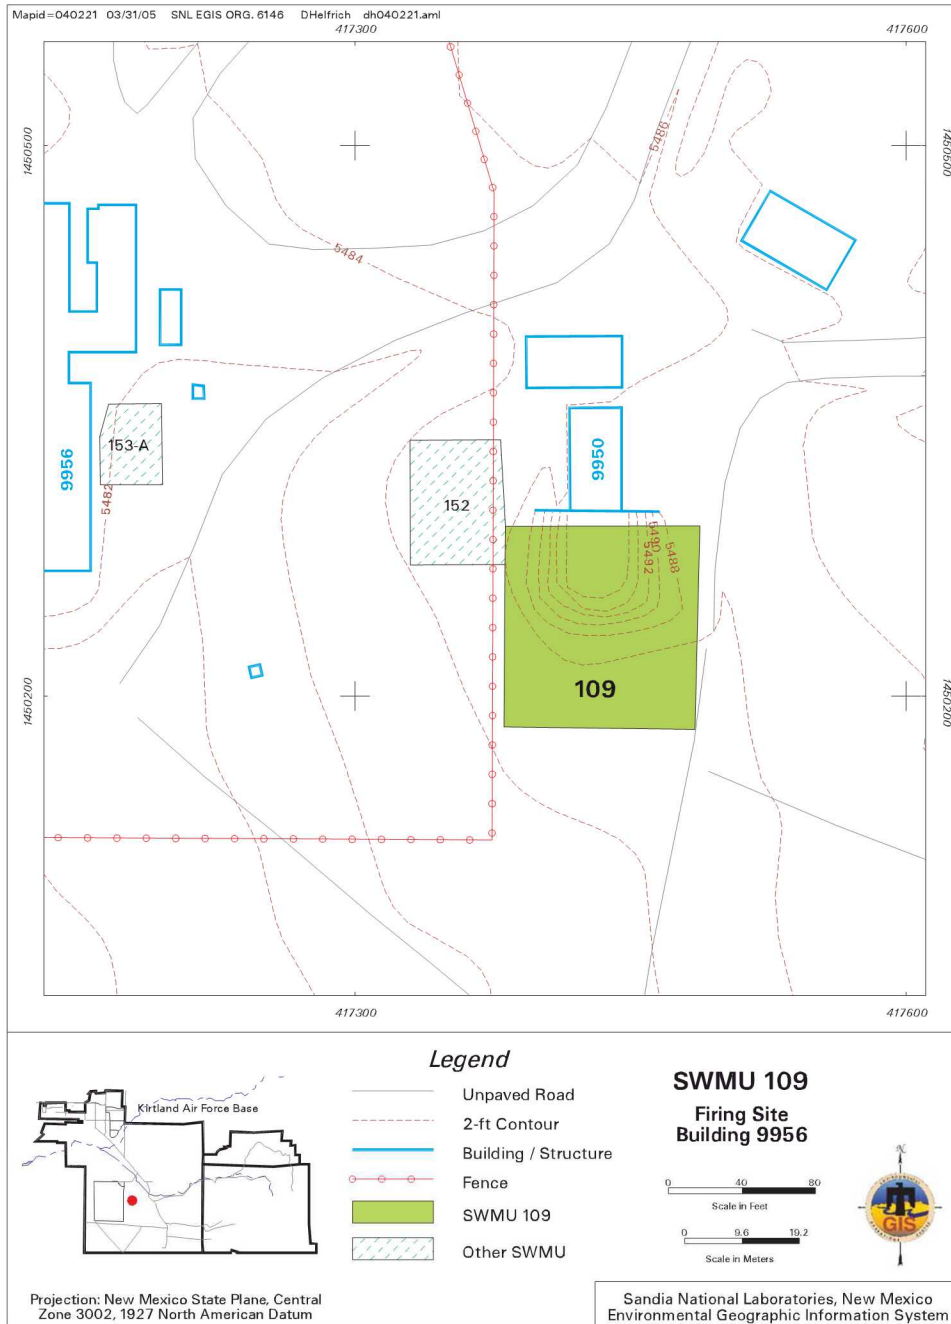 Mapid=040221 03/31/05 SNL EGIS ORG. 6146 DHelfrich dh040221.aml
417300 417600
1450500 1450500
5486
5484
9950
9956
153-A
152
5482
5490
5492
5488
109
1450200 1450200
417300 417600
Legend
Unpaved Road
2-ft Contour
Building / Structure
Fence
SWMU 109
Other SWMU
Kirtland Air Force Base
SWMU 109
Firing Site
Building 9956
0 40 80
Scale in Feet
0 9.6 19.2
Scale in Meters
N
GIS
Projection: New Mexico State Plane, Central
Zone 3002, 1927 North American Datum
Sandia National Laboratories, New Mexico
Environmental Geographic Information System